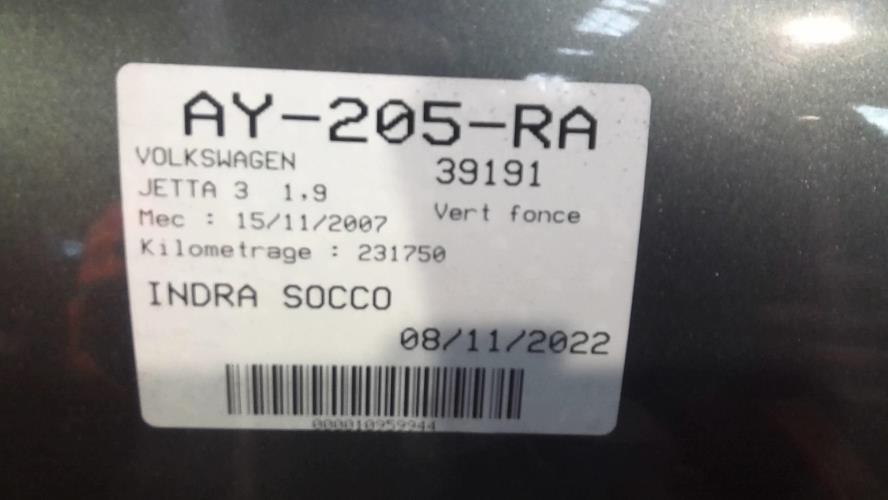 AY-205-RA
VOLKSWAGEN 39191
JETTA 3 1,9
Mec : 15/11/2007 Vert fonce
Kilometrage : 231750
INDRA SOCCO
08/11/2022
000010959944